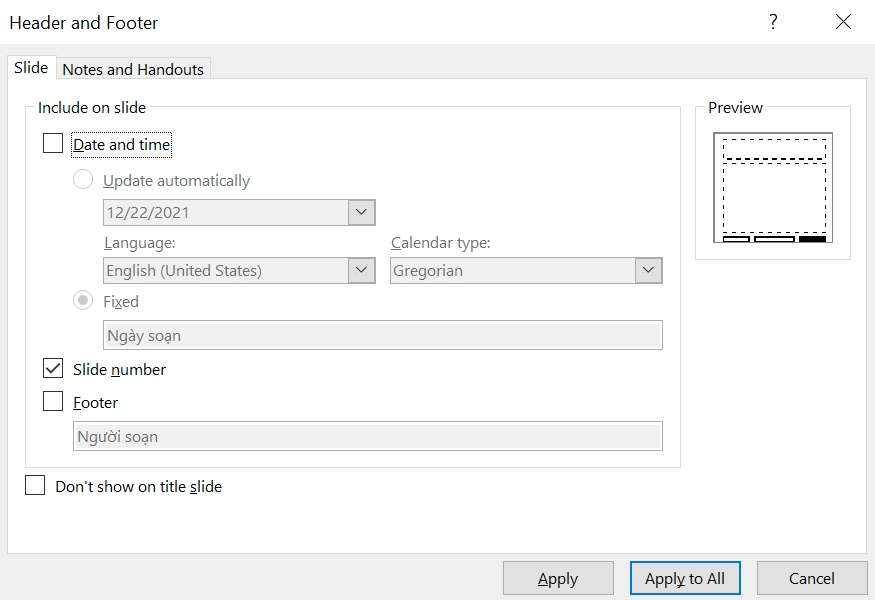 Header and Footer ?
Slide Notes and Handouts
Include on slide
Preview
Date and time
Update automatically
12/22/2021
Language: Calendar type:
English (United States) Gregorian
Fixed
Ngày soạn
Slide number
Footer
Người soạn
Don't show on title slide
Apply Apply to All Cancel